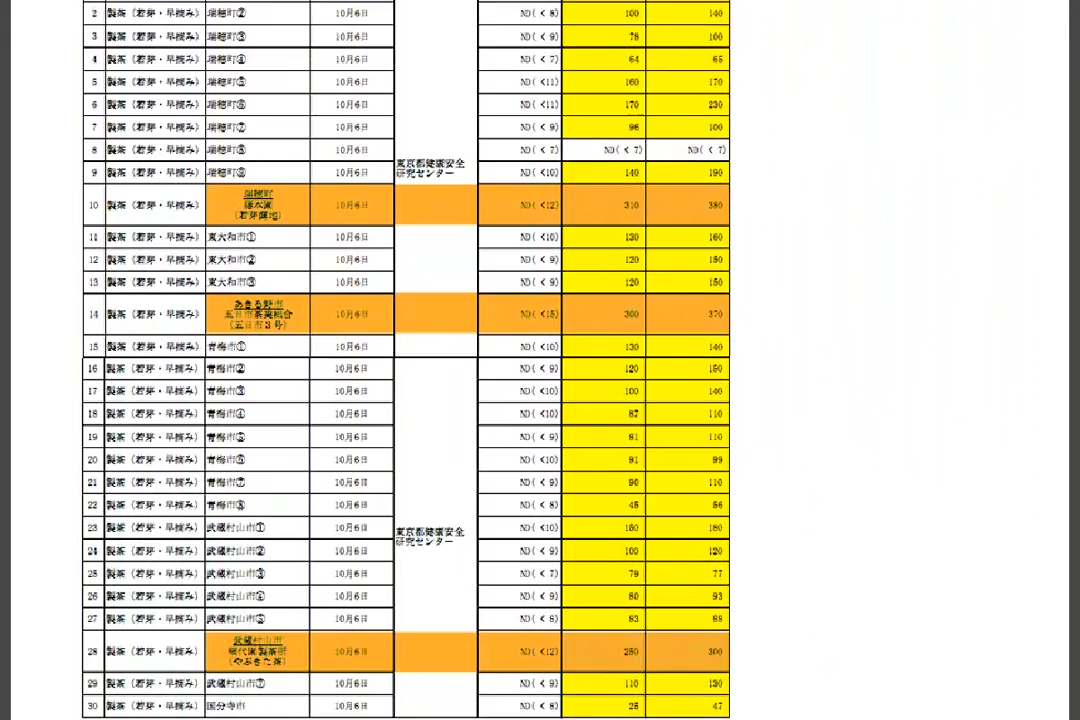 2 製茶（若芽・早摘み） 瑞穂町② 10月6日 ND( < 8) 100 140
3 製茶（若芽・早摘み） 瑞穂町③ 10月6日 ND( < 9) 78 100
4 製茶（若芽・早摘み） 瑞穂町④ 10月6日 ND( < 7) 64 65
5 製茶（若芽・早摘み） 瑞穂町⑤ 10月6日 ND( <11) 160 170
6 製茶（若芽・早摘み） 瑞穂町⑥ 10月6日 ND( <11) 170 230
7 製茶（若芽・早摘み） 瑞穂町⑦ 10月6日 ND( < 9) 96 100
8 製茶（若芽・早摘み） 瑞穂町⑧ 10月6日 ND( < 7) ND( < 7) ND( < 7)
東京都健康安全
研究センター
9 製茶（若芽・早摘み） 瑞穂町⑨ 10月6日 ND( <10) 140 190
瑞穂町
10 製茶（若芽・早摘み） 10月6日 ND( <12) 310 380
11 製茶（若芽・早摘み） 東大和市① 10月6日 ND( <10) 130 160
12 製茶（若芽・早摘み） 東大和市② 10月6日 ND( < 9) 120 150
13 製茶（若芽・早摘み） 東大和市③ 10月6日 ND( < 9) 120 150
あきる野市
14 製茶（若芽・早摘み） 10月6日 ND( <15) 300 370
（五日市3号）
15 製茶（若芽・早摘み） 青梅市① 10月6日 ND( <10) 130 140
16 製茶（若芽・早摘み） 青梅市② 10月6日 ND( < 9) 120 150
17 製茶（若芽・早摘み） 青梅市③ 10月6日 ND( <10) 100 140
18 製茶（若芽・早摘み） 青梅市④ 10月6日 ND( <10) 87 110
19 製茶（若芽・早摘み） 青梅市⑤ 10月6日 ND( < 9) 81 110
20 製茶（若芽・早摘み） 青梅市⑥ 10月6日 ND( <10) 91 99
21 製茶（若芽・早摘み） 青梅市⑦ 10月6日 ND( < 9) 90 110
22 製茶（若芽・早摘み） 青梅市⑧ 10月6日 ND( < 8) 45 56
23 製茶（若芽・早摘み） 武蔵村山市① 10月6日 ND( <10) 150 180
東京都健康安全
研究センター
24 製茶（若芽・早摘み） 武蔵村山市② 10月6日 ND( < 9) 100 120
25 製茶（若芽・早摘み） 武蔵村山市③ 10月6日 ND( < 7) 79 77
26 製茶（若芽・早摘み） 武蔵村山市④ 10月6日 ND( < 9) 80 93
27 製茶（若芽・早摘み） 武蔵村山市⑤ 10月6日 ND( < 8) 83 88
武蔵村山市
28 製茶（若芽・早摘み） 10月6日 ND( <12) 250 300
（やぶきた茶）
29 製茶（若芽・早摘み） 武蔵村山市⑦ 10月6日 ND( < 9) 110 130
30 製茶（若芽・早摘み） 国分寺市 10月6日 ND( < 8) 25 47